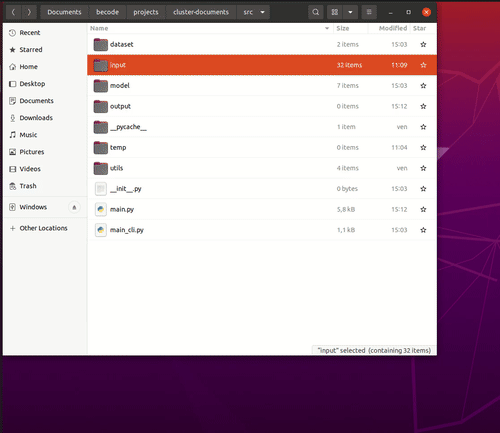 Documents becode projects cluster-documents src
Recent
Starred
Home
Desktop
Documents
Downloads
Music
Pictures
Videos
Trash
Windows
+ Other Locations
Name Size Modified Star
dataset 2 items 15:03
input 32 items 11:09
model 7 items 15:03
output 0 items 15:12
__pycache__ 1 item ven
temp 0 items 11:04
utils 4 items ven
__init__.py 0 bytes 15:03
main.py 5,8 kB 15:12
main_cli.py 1,1 kB 15:03
"input" selected (containing 32 items)